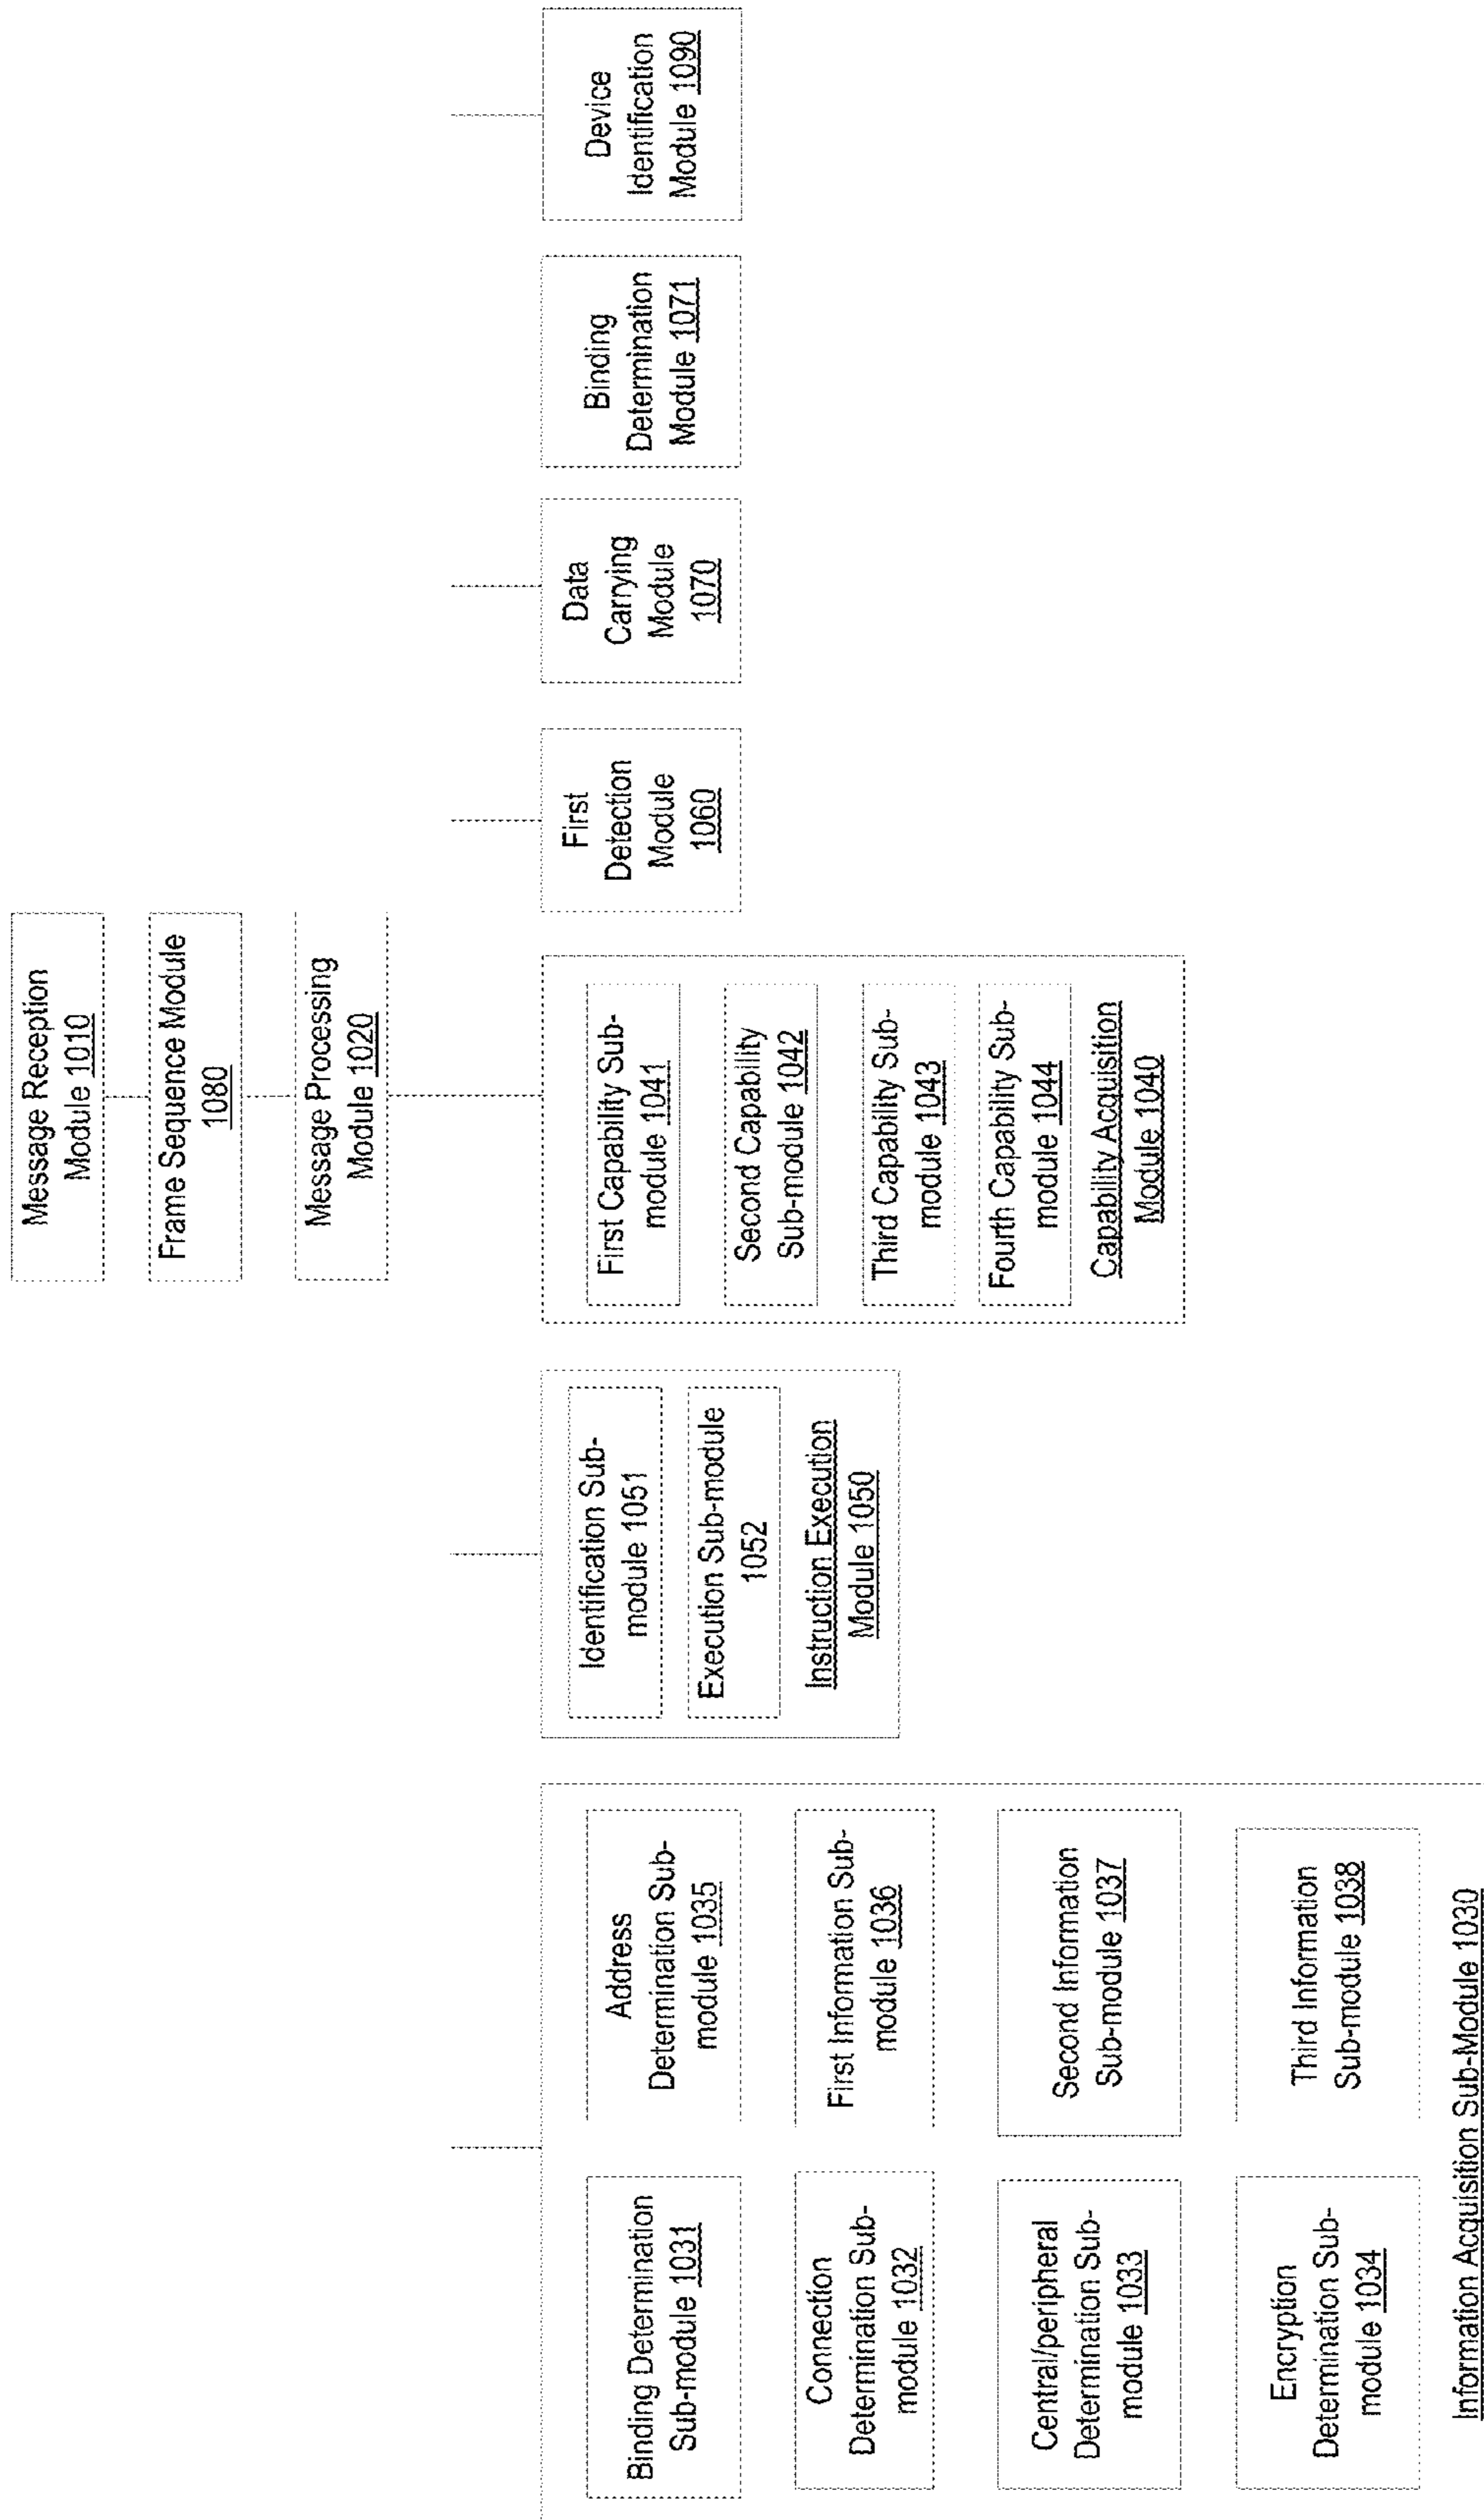 Message Reception
Module 1010
Frame Sequence Module
1080
Message Processing
Module 1020
Binding Determination
Sub-module 1031
Address
Determination Sub-
module 1035
Connection
Determination Sub-
module 1032
First Information Sub-
module 1036
Central/peripheral
Determination Sub-
module 1033
Second Information
Sub-module 1037
Encryption
Determination Sub-
module 1034
Third Information
Sub-module 1038
Information Acquisition Sub-Module 1030
Identification Sub-
module 1051
Execution Sub-module
1052
Instruction Execution
Module 1050
First Capability Sub-
module 1041
Second Capability
Sub-module 1042
Third Capability Sub-
module 1043
Fourth Capability Sub-
module 1044
Capability Acquisition
Module 1040
First
Detection
Module
1060
Data
Carrying
Module
1070
Binding
Determination
Module 1071
Device
Identification
Module 1090